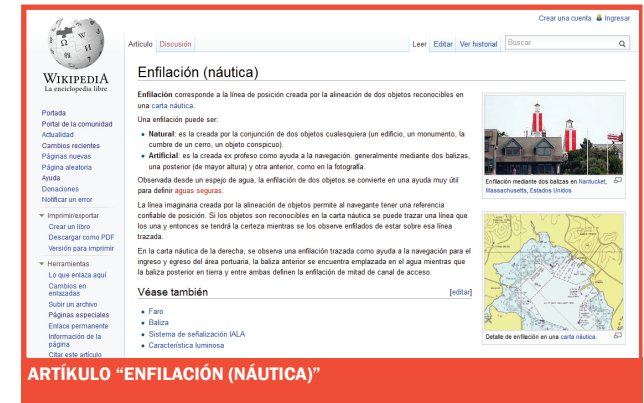 Crear una cuenta Ingresar
WIKIPEDIA
La enciclopedia libre
Portada
Portal de la comunidad
Actualidad
Cambios recientes
Páginas nuevas
Página aleatoria
Ayuda
Donaciones
Notificar un error
Imprimir/exportar
Crear un libro
Descargar como PDF
Versión para imprimir
Herramientas
Lo que enlaza aquí
Cambios en
enlazadas
Subir un archivo
Páginas especiales
Enlace permanente
Información de la
página
Citar este artículo
Artículo Discusión
Leer Editar Ver historial Buscar
Enfilación (náutica)
Enfilación corresponde a la línea de posición creada por la alineación de dos objetos reconocibles en
una carta náutica.
Una enfilación puede ser:
• Natural: es la creada por la conjunción de dos objetos cualesquiera (un edificio, un monumento, la
cumbre de un cerro, un objeto conspicuo).
• Artificial: es la creada ex profeso como ayuda a la navegación. generalmente mediante dos balizas,
una posterior (de mayor altura) y otra anterior, como en la fotografía.
Observada desde un espejo de agua, la enfilación de dos objetos se convierte en una ayuda muy útil
para definir aguas seguras.
La línea imaginaria creada por la alineación de objetos permite al navegante tener una referencia
confiable de posición. Si los objetos son reconocibles en la carta náutica se puede trazar una línea que
los una y entonces se tendrá la certeza mientras se los observe enfilados de estar sobre esa línea
trazada.
En la carta náutica de la derecha, se observa una enfilación trazada como ayuda a la navegación para el
ingreso y egreso del área portuaria, la baliza anterior se encuentra emplazada en el agua mientras que
la baliza posterior en tierra y entre ambas definen la enfilación de mitad de canal de acceso.
Véase también [editar]
• Faro
• Baliza
• Sistema de señalización IALA
• Característica luminosa
Enfilación mediante dos balizas en Nantucket,
Massachusetts, Estados Unidos
Detalle de enfilación en una carta náutica.
ARTÍKULO "ENFILACIÓN (NÁUTICA)"